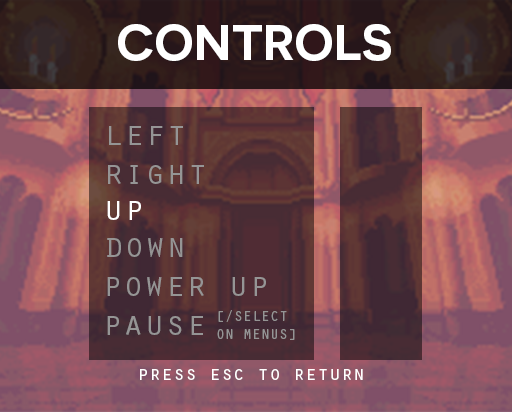 CONTROLS
LEFT
RIGHT
UP
DOWN
POWER UP
PAUSE [/SELECT
ON MENUS]
PRESS ESC TO RETURN